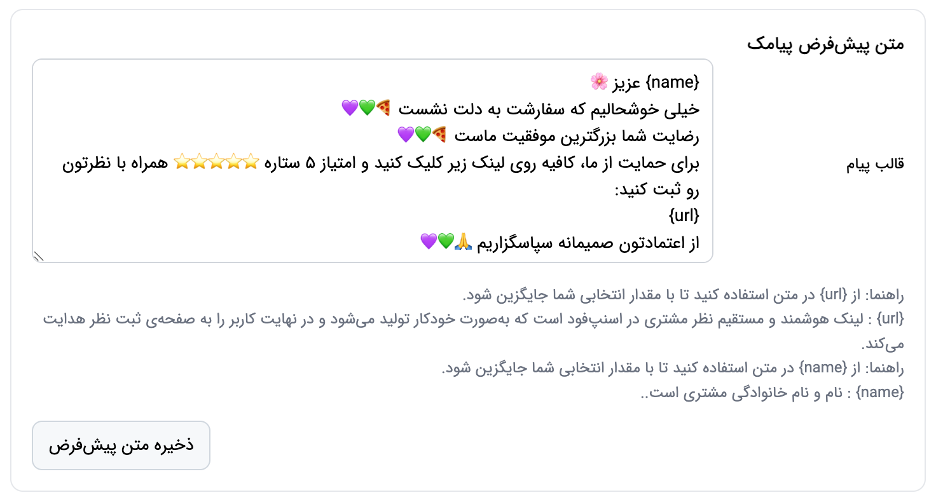 متن پیش‌فرض پیامک
قالب پیام
{name} عزیز 🌸
خیلی خوشحالیم که سفارشت به دلت نشست 🍕💚💜
رضایت شما بزرگترین موفقیت ماست 🍕💚💜
برای حمایت از ما، کافیه روی لینک زیر کلیک کنید و امتیاز ۵ ستاره ⭐⭐⭐⭐⭐ همراه با نظرتون
رو ثبت کنید:
{url}
از اعتمادتون صمیمانه سپاسگزاریم 🙏💚💜
راهنما: از {url} در متن استفاده کنید تا با مقدار انتخابی شما جایگزین شود.
{url} : لینک هوشمند و مستقیم نظر مشتری در اسنپ‌فود است که به‌صورت خودکار تولید می‌شود و در نهایت کاربر را به صفحه‌ی ثبت نظر هدایت
می‌کند.
راهنما: از {name} در متن استفاده کنید تا با مقدار انتخابی شما جایگزین شود.
{name} : نام و نام خانوادگی مشتری است..
ذخیره متن پیش‌فرض